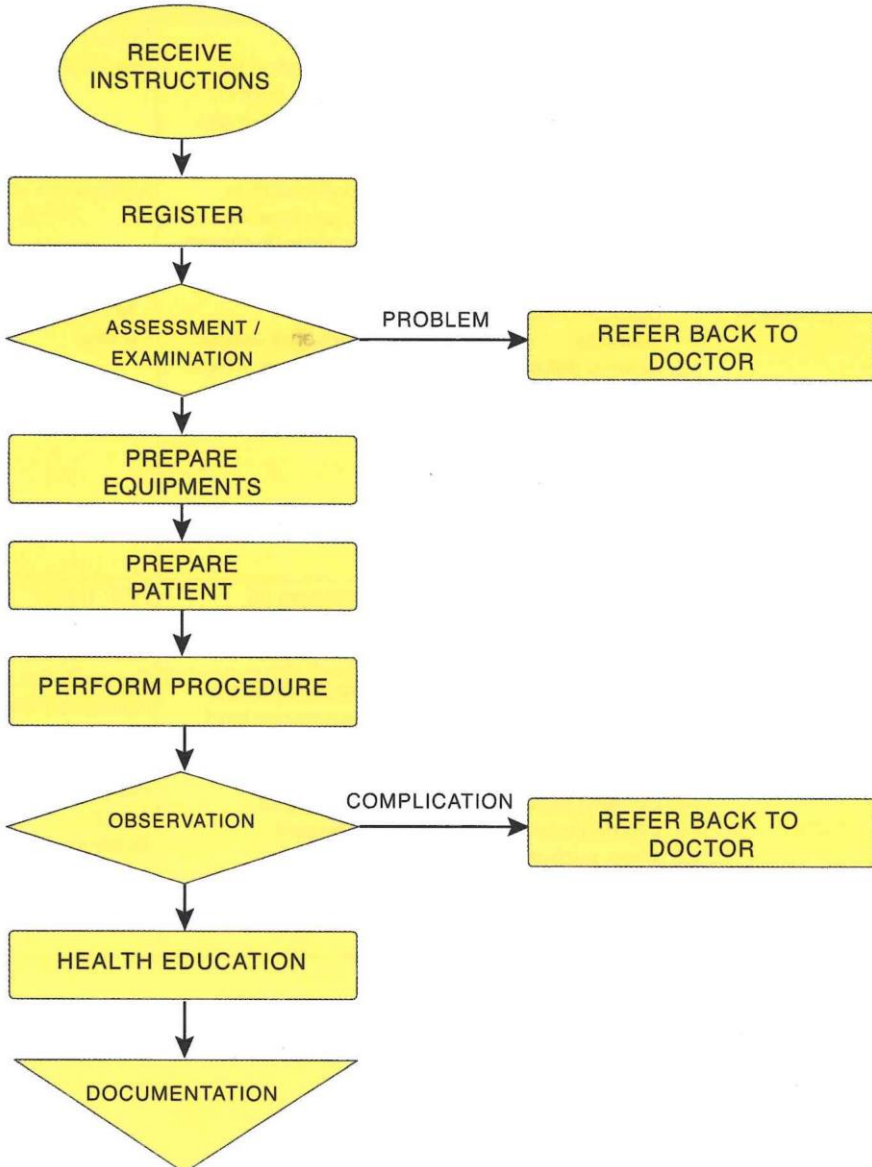 RECEIVE
INSTRUCTIONS
REGISTER
ASSESSMENT /
EXAMINATION
PROBLEM
REFER BACK TO
DOCTOR
PREPARE
EQUIPMENTS
PREPARE
PATIENT
PERFORM PROCEDURE
OBSERVATION
COMPLICATION
REFER BACK TO
DOCTOR
HEALTH EDUCATION
DOCUMENTATION